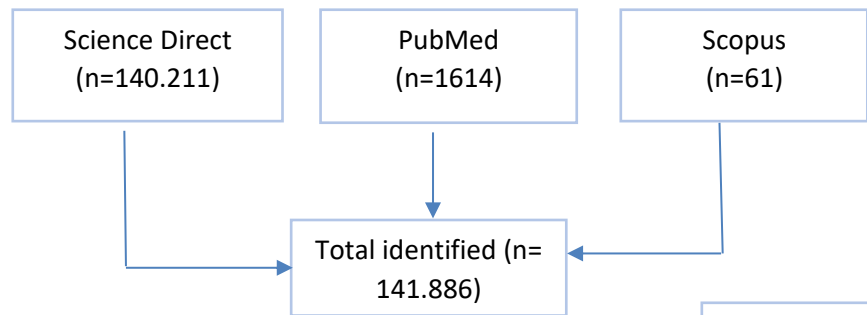 Science Direct
(n=140.211)
PubMed
(n=1614)
Scopus
(n=61)
Total identified (n=
141.886)